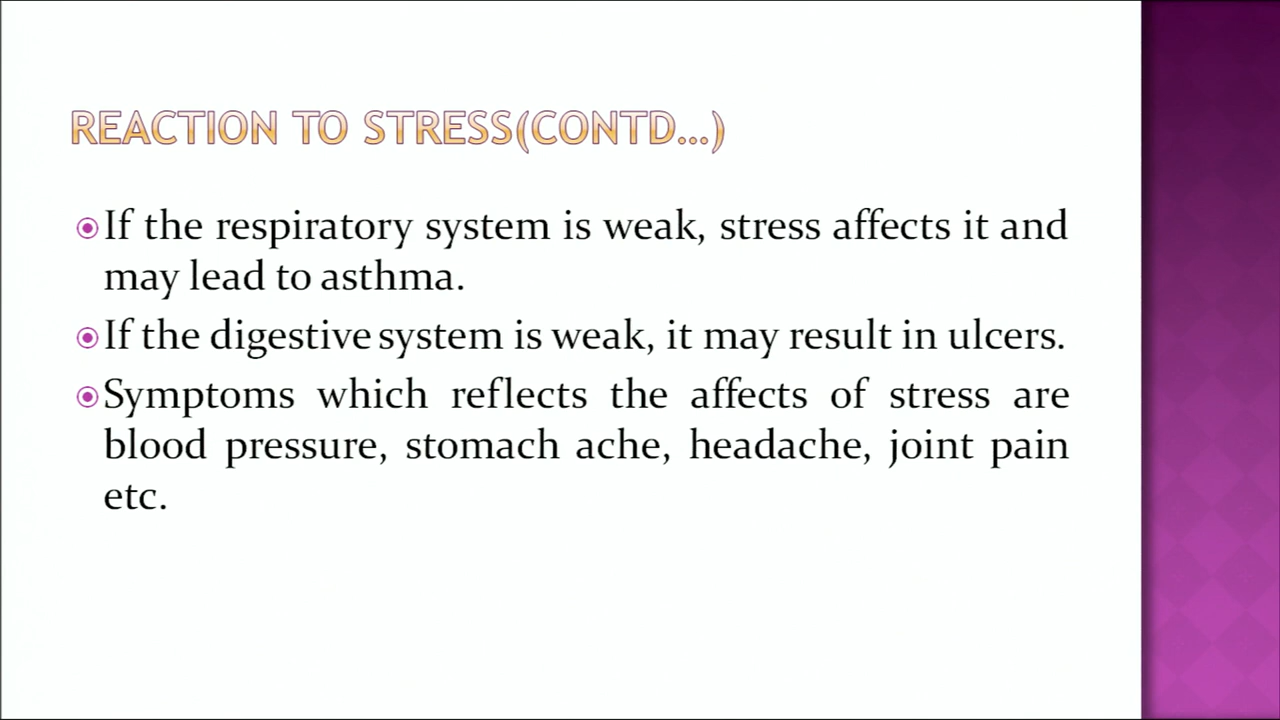 REACTION TO STRESS(CONTD...)
If the respiratory system is weak, stress affects it and
may lead to asthma.
If the digestive system is weak, it may result in ulcers.
Symptoms which reflects the affects of stress are
blood pressure, stomach ache, headache, joint pain
etc.